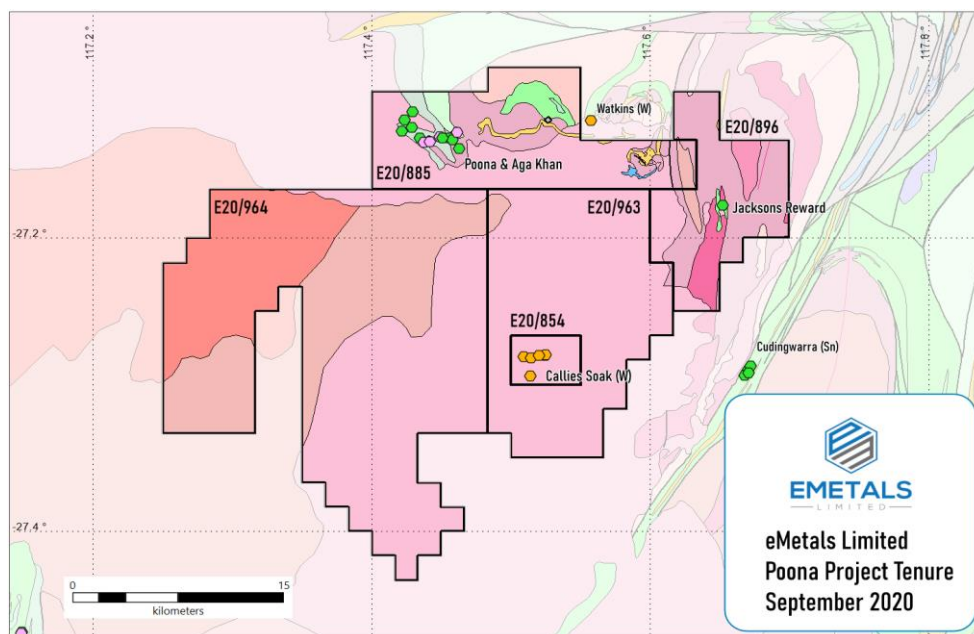 117.2 °
117.4 °
117.6 °
117.8 °
Watkins (W)
E20/896
Poona & Aga Khan
E20/885
E20/964
E20/963
Jacksons Reward
-27.2 °
E20/854
Callies Soak (W)
Cudingwarra (Sn)
-27.4 °
0
15
kilometers
EMETALS
LIMITED
eMetals Limited
Poona Project Tenure
September 2020